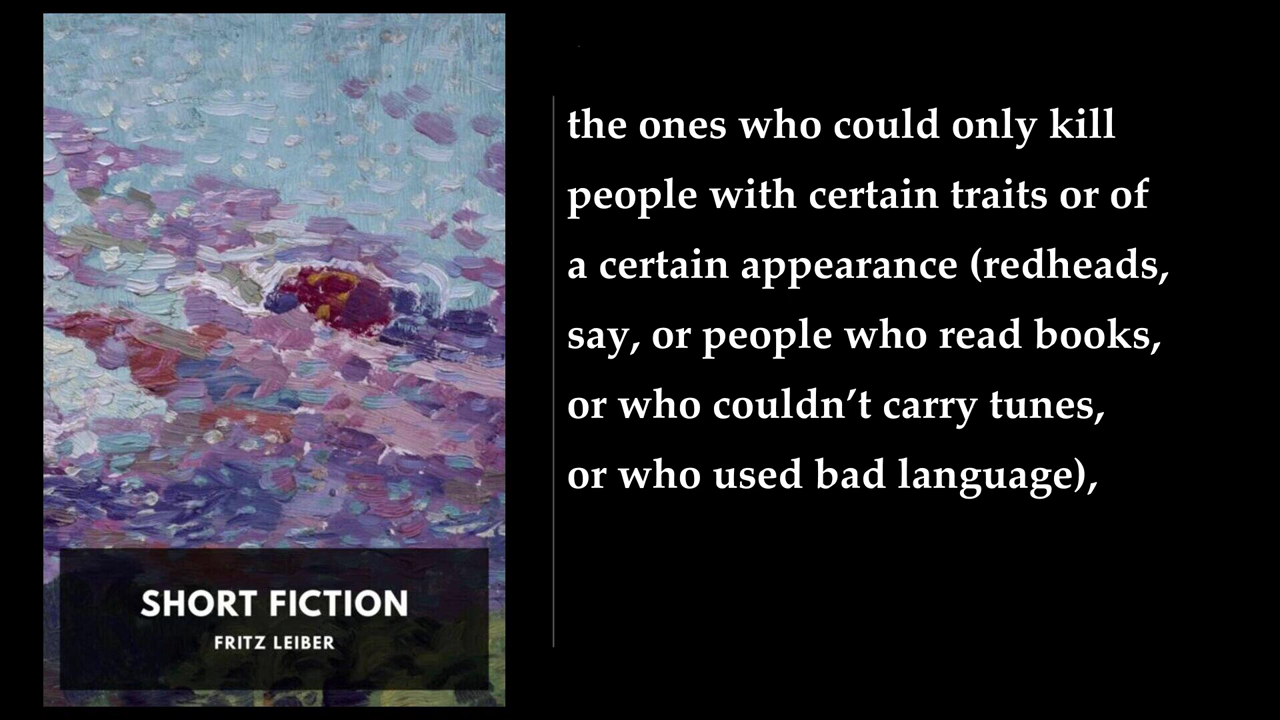 the ones who could only kill
people with certain traits or of
a certain appearance (redheads,
say, or people who read books,
or who couldn’t carry tunes,
or who used bad language),
SHORT FICTION
FRITZ LEIBER